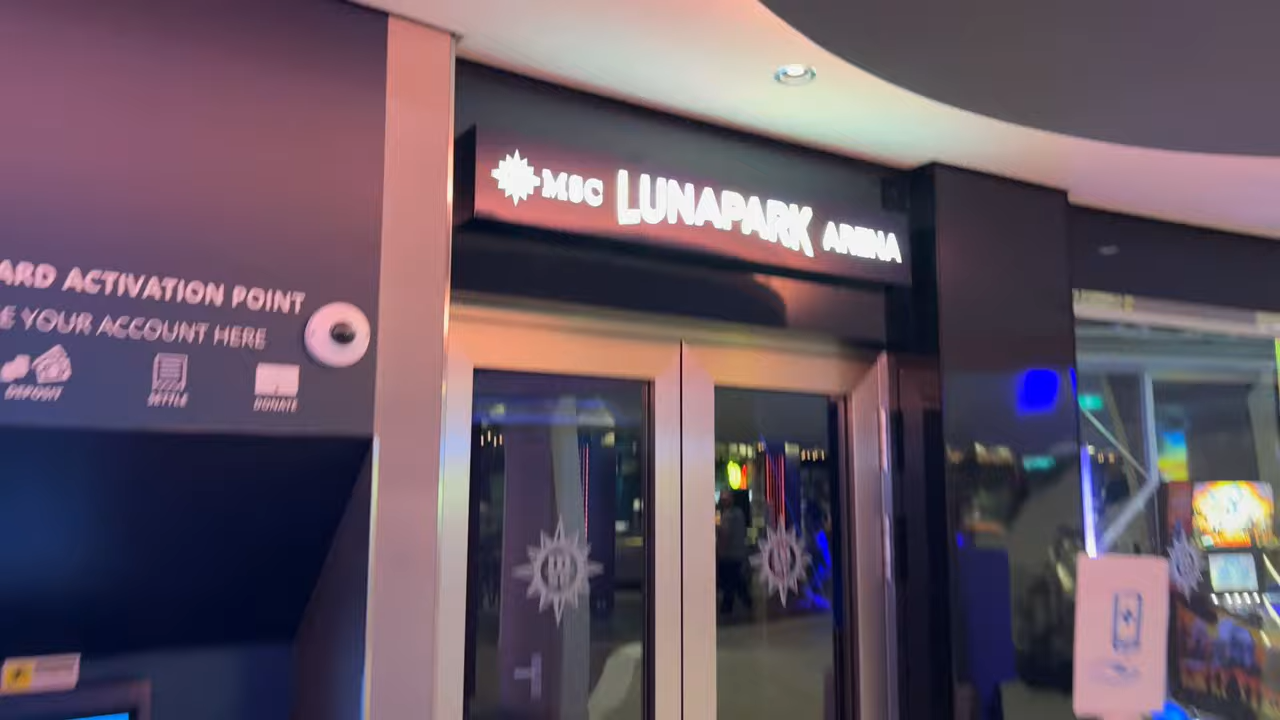 MSC LUNAPARK ARENA
ARD ACTIVATION POINT
E YOUR ACCOUNT HERE
DEPOSIT
SETTLE
DONATE